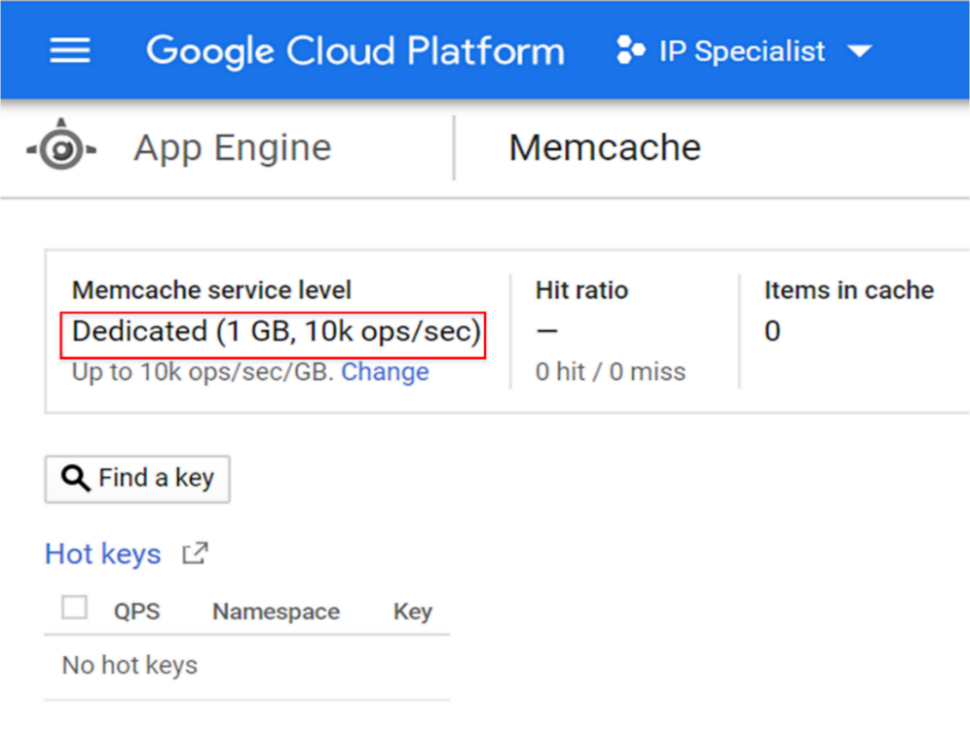 Google Cloud Platform IP Specialist
App Engine Memcache
Memcache service level
Dedicated (1 GB, 10k ops/sec)
Up to 10k ops/sec/GB. Change
Hit ratio
—
0 hit / 0 miss
Items in cache
0
Find a key
Hot keys
QPS Namespace Key
No hot keys